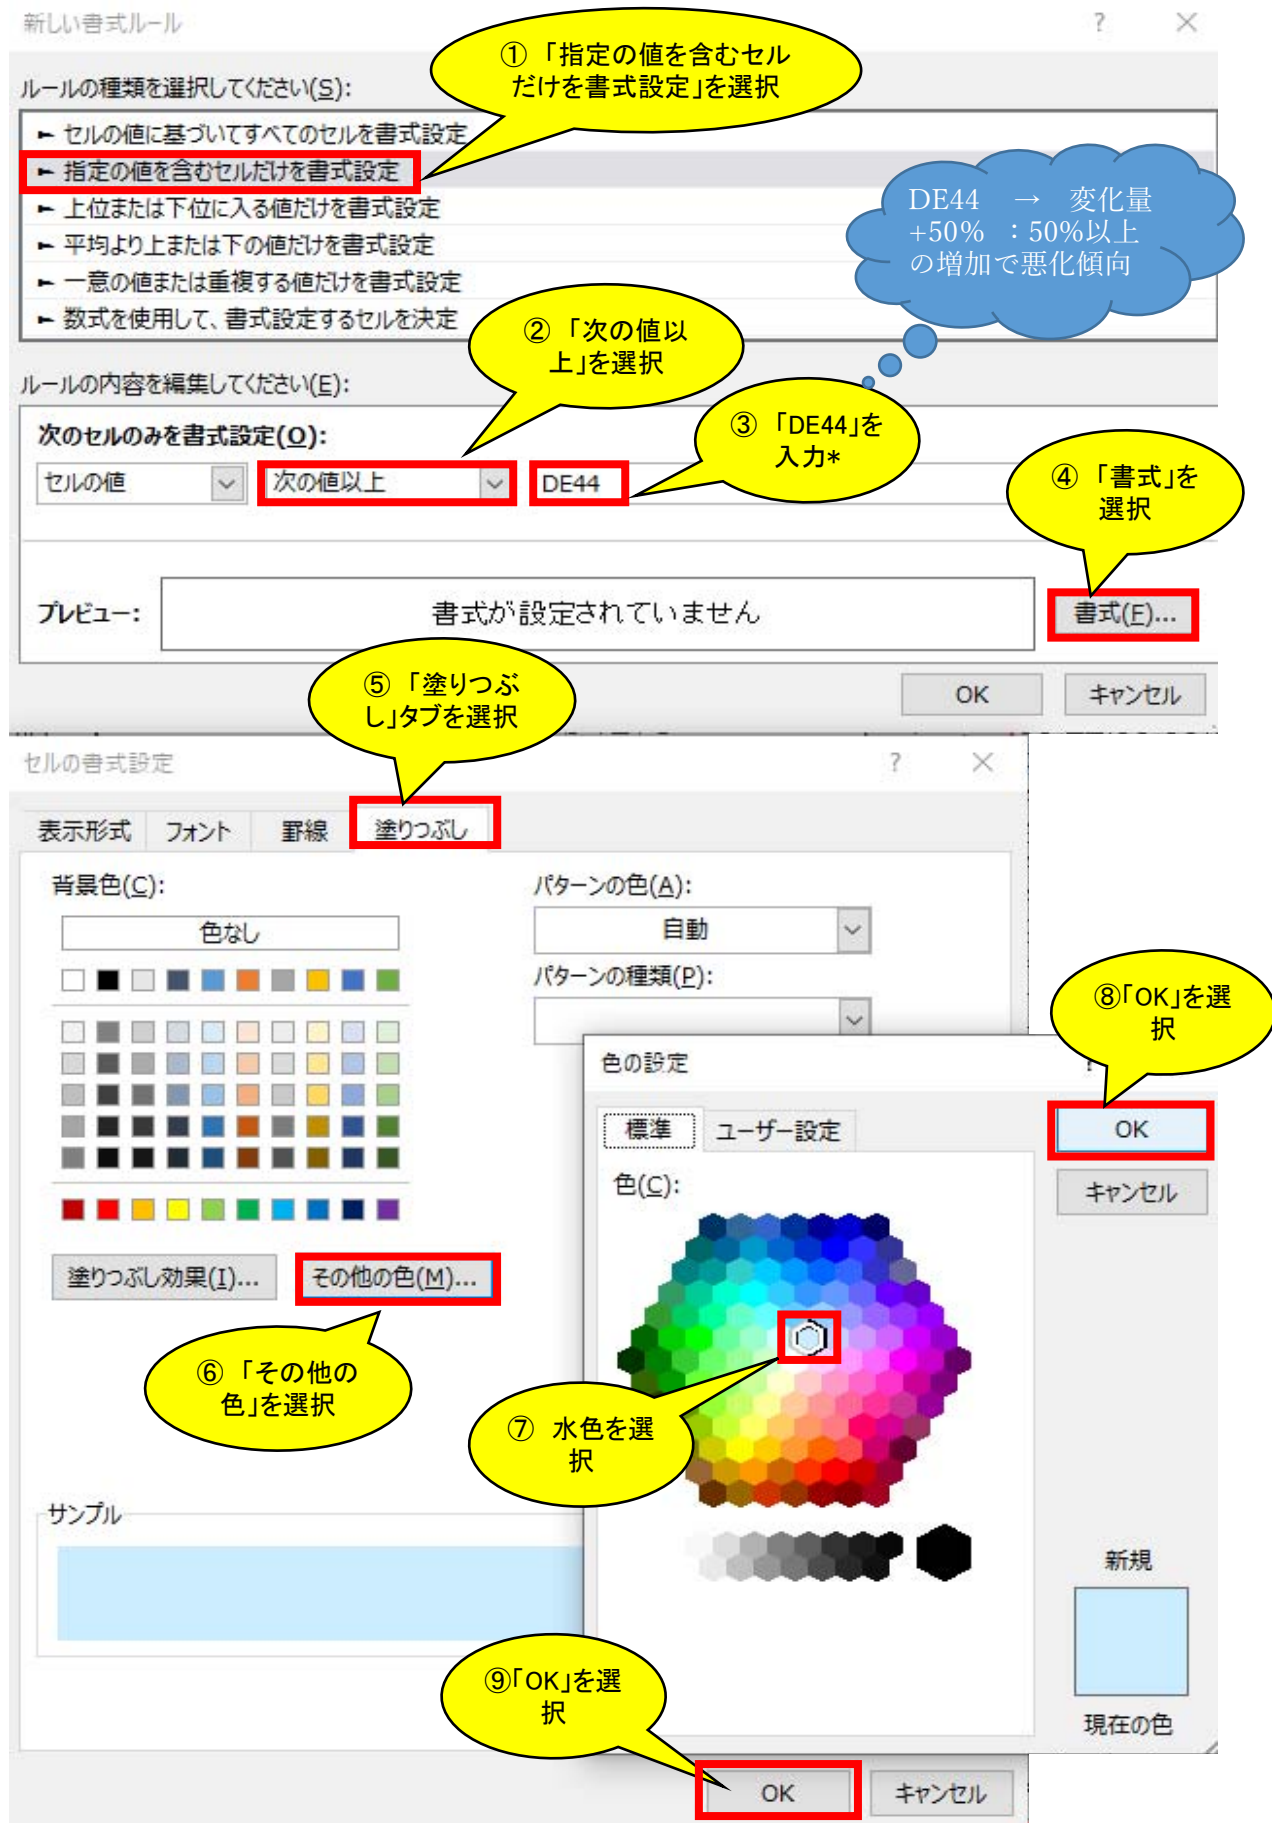 新しい書式ルール
? ×
① 「指定の値を含むセル
だけを書式設定」を選択
ルールの種類を選択してください(S):
► セルの値に基づいてすべてのセルを書式設定
► 指定の値を含むセルだけを書式設定
► 上位または下位に入る値だけを書式設定
► 平均より上または下の値だけを書式設定
► 一意の値または重複する値だけを書式設定
► 数式を使用して、書式設定するセルを決定
DE44 → 変化量
+50% :50%以上
の増加で悪化傾向
② 「次の値以
上」を選択
ルールの内容を編集してください(E):
③ 「DE44」を
入力*
次のセルのみを書式設定(O):
セルの値
次の値以上
DE44
④ 「書式」を
選択
プレビュー:
書式が設定されていません
書式(F)...
OK
キャンセル
⑤ 「塗りつぶ
し」タブを選択
セルの書式設定
? ×
表示形式
フォント
罫線
塗りつぶし
背景色(C):
色なし
パターンの色(A):
自動
パターンの種類(P):
⑧「OK」を選
択
色の設定
標準
ユーザー設定
OK
キャンセル
色(C):
塗りつぶし効果(I)...
その他の色(M)...
⑥ 「その他の
色」を選択
⑦ 水色を選
択
サンプル
新規
現在の色
⑨「OK」を選
択
OK
キャンセル